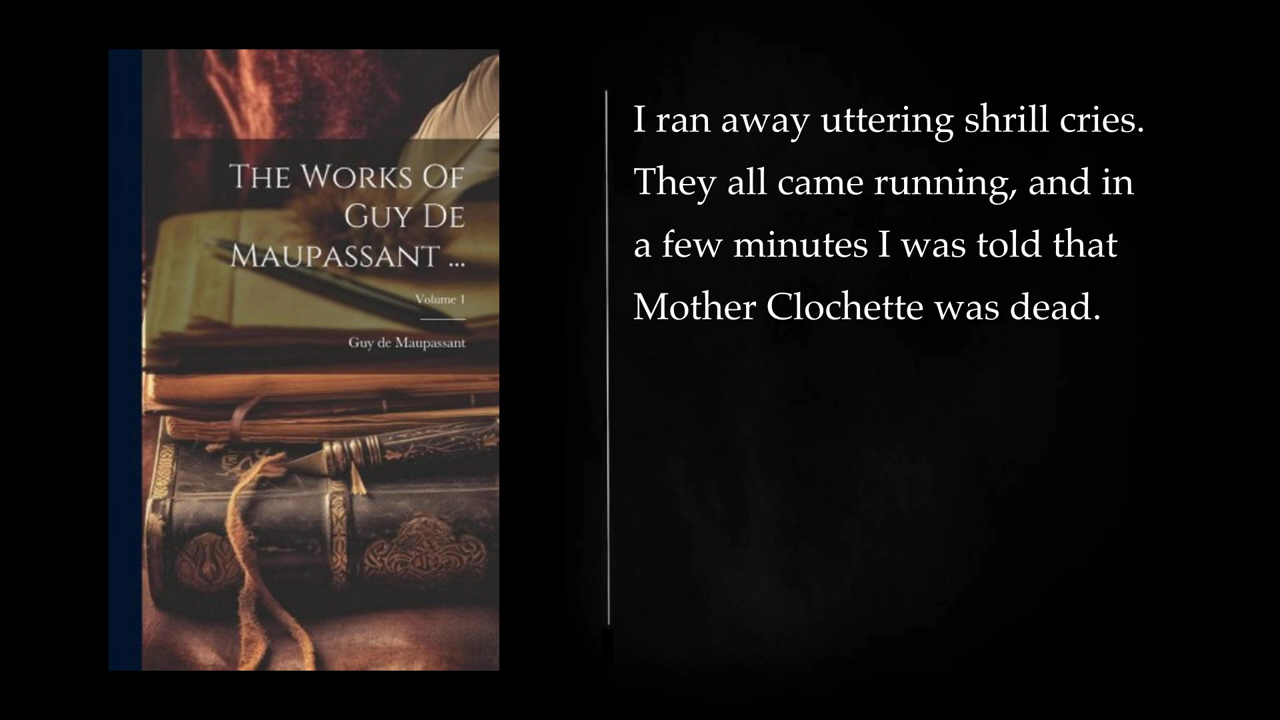 The Works Of
Guy De
Maupassant ...
Volume 1
Guy de Maupassant
I ran away uttering shrill cries.
They all came running, and in
a few minutes I was told that
Mother Clochette was dead.